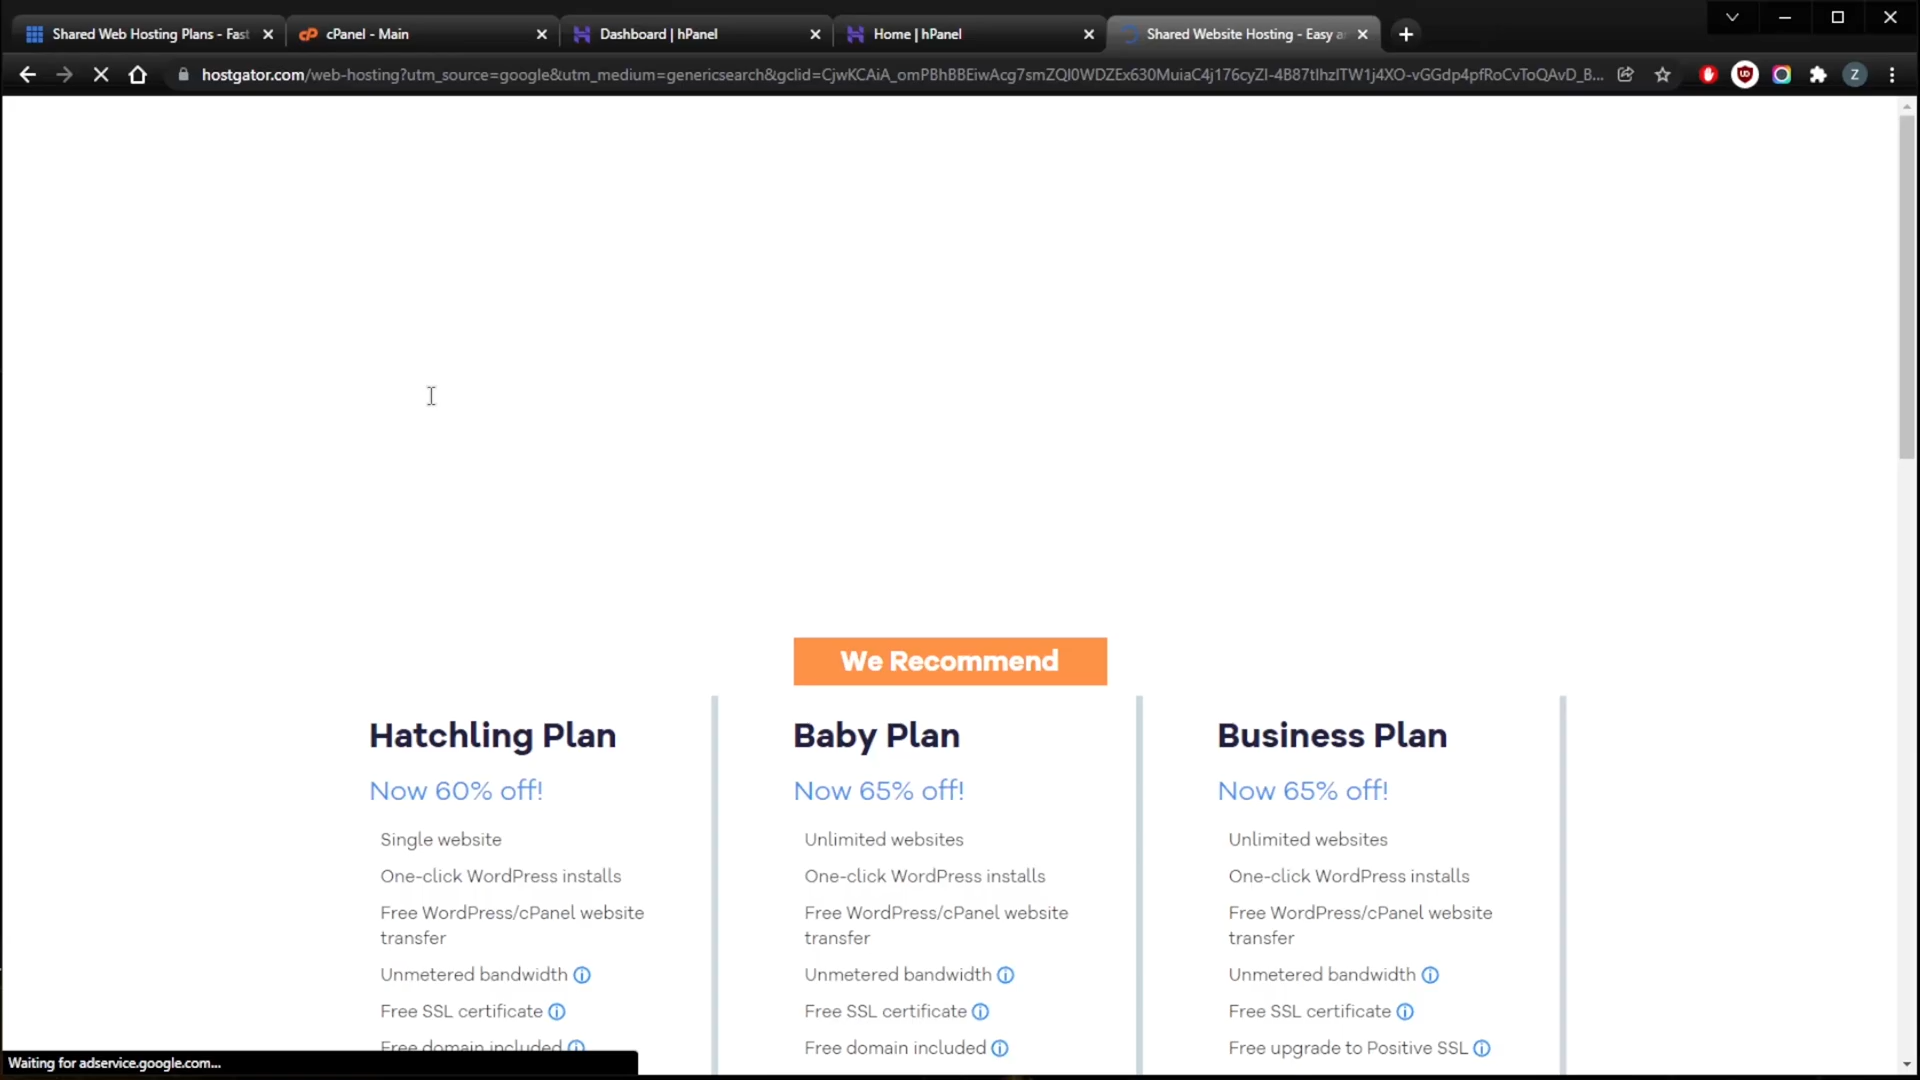 Shared Web Hosting Plans - Fast
cPanel - Main
Dashboard | hPanel
Home | hPanel
Shared Website Hosting - Easy a
hostgator.com/web-hosting?utm_source=google&utm_medium=genericsearch&gclid=CjwKCAiA_omPBhBBEiwAcg7smZQJ0WDZEx630MuiaC4j176cyZI-4B87tIhzITW1j4XO-vGGdp4pfRoCvToQAvD_B...
Z
We Recommend
Hatchling Plan
Now 60% off!
Single website
One-click WordPress installs
Free WordPress/cPanel website
transfer
Unmetered bandwidth
Free SSL certificate
Free domain included
Baby Plan
Now 65% off!
Unlimited websites
One-click WordPress installs
Free WordPress/cPanel website
transfer
Unmetered bandwidth
Free SSL certificate
Free domain included
Business Plan
Now 65% off!
Unlimited websites
One-click WordPress installs
Free WordPress/cPanel website
transfer
Unmetered bandwidth
Free SSL certificate
Free upgrade to Positive SSL
Waiting for adservice.google.com...